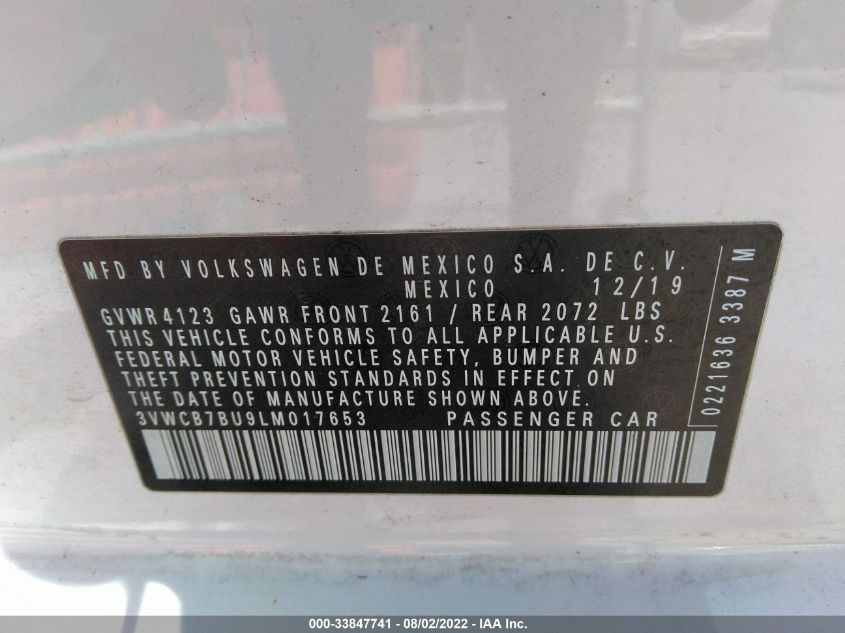 MFD BY VOLKSWAGEN DE MEXICO S.A. DE C.V.
MEXICO 12/19
GVWR 4123 GAWR FRONT 2161 / REAR 2072 LBS
THIS VEHICLE CONFORMS TO ALL APPLICABLE U.S.
FEDERAL MOTOR VEHICLE SAFETY, BUMPER AND
THEFT PREVENTION STANDARDS IN EFFECT ON
THE DATE OF MANUFACTURE SHOWN ABOVE.
3VWCB7BU9LM017653 PASSENGER CAR
0221636 3387 M
000-33847741 - 08/02/2022 - IAA Inc.